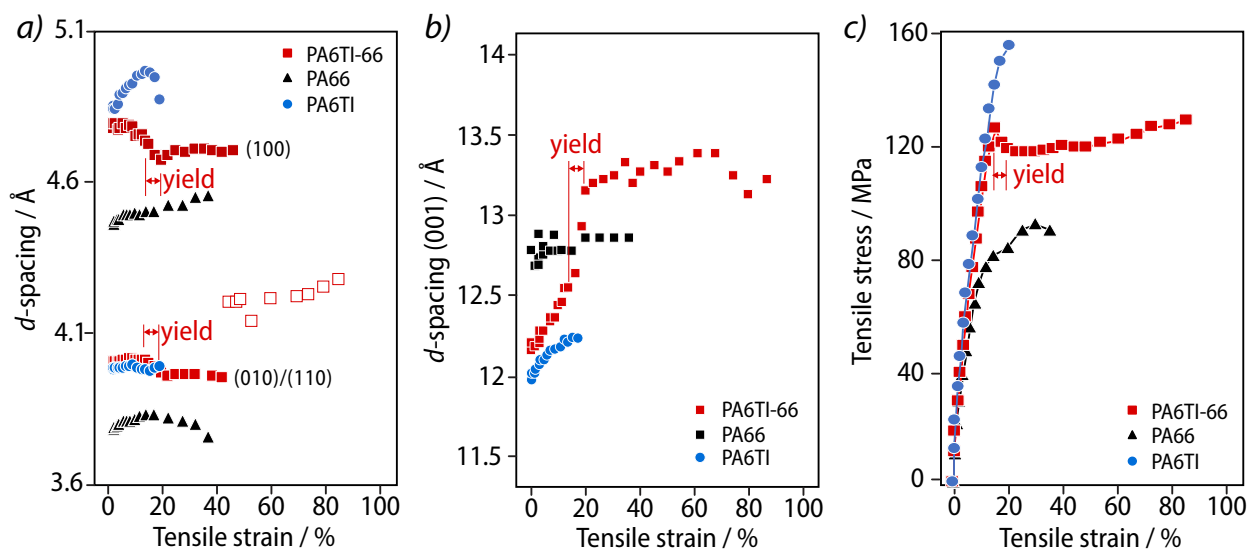 a)
5.1
4.6
4.1
3.6
d-spacing / Å
PA6TI-66
PA66
PA6TI
(100)
yield
yield
(010)/(110)
0
20
40
60
80
100
Tensile strain / %
b)
14
13.5
13
12.5
12
11.5
d-spacing (001) / Å
yield
PA6TI-66
PA66
PA6TI
0
20
40
60
80
100
Tensile strain / %
c)
160
120
80
40
0
Tensile stress / MPa
yield
PA6TI-66
PA66
PA6TI
0
20
40
60
80
100
Tensile strain / %